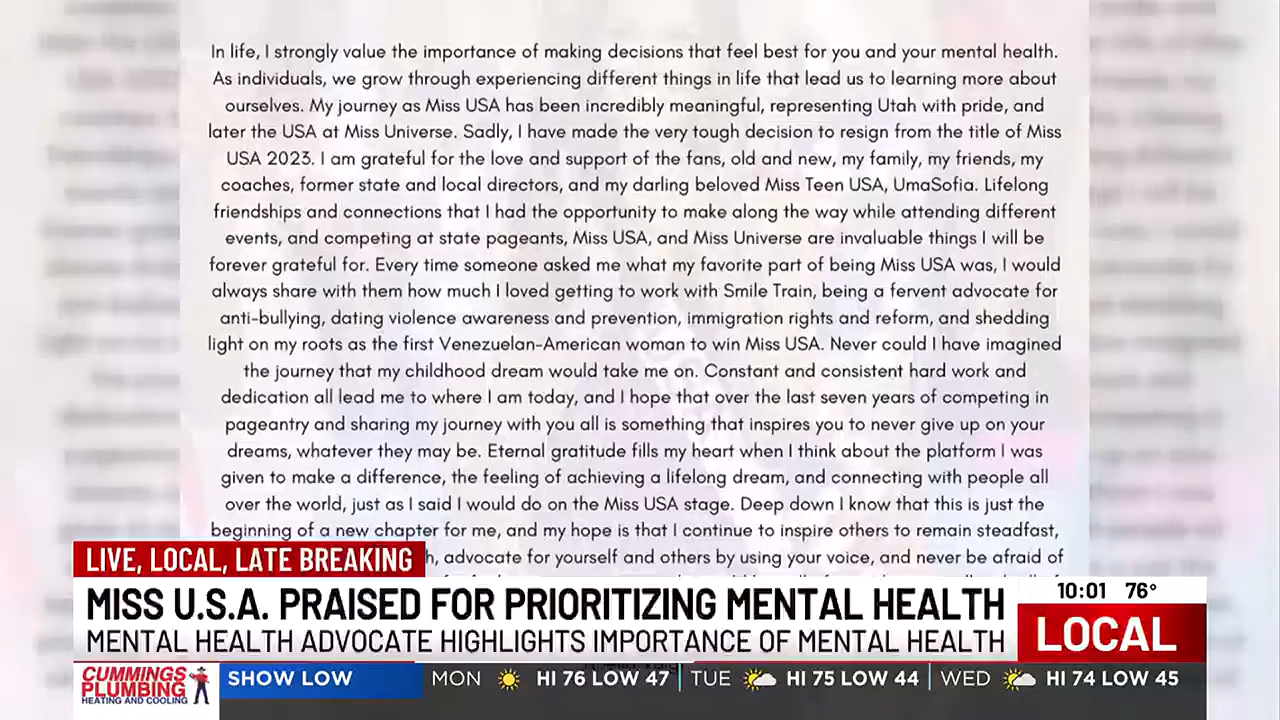 In life, I strongly value the importance of making decisions that feel best for you and your mental health.
As individuals, we grow through experiencing different things in life that lead us to learning more about
ourselves. My journey as Miss USA has been incredibly meaningful, representing Utah with pride, and
later the USA at Miss Universe. Sadly, I have made the very tough decision to resign from the title of Miss
USA 2023. I am grateful for the love and support of the fans, old and new, my family, my friends, my
coaches, former state and local directors, and my darling beloved Miss Teen USA, UmaSofia. Lifelong
friendships and connections that I had the opportunity to make along the way while attending different
events, and competing at state pageants, Miss USA, and Miss Universe are invaluable things I will be
forever grateful for. Every time someone asked me what my favorite part of being Miss USA was, I would
always share with them how much I loved getting to work with Smile Train, being a fervent advocate for
anti-bullying, dating violence awareness and prevention, immigration rights and reform, and shedding
light on my roots as the first Venezuelan-American woman to win Miss USA. Never could I have imagined
the journey that my childhood dream would take me on. Constant and consistent hard work and
dedication all lead me to where I am today, and I hope that over the last seven years of competing in
pageantry and sharing my journey with you all is something that inspires you to never give up on your
dreams, whatever they may be. Eternal gratitude fills my heart when I think about the platform I was
given to make a difference, the feeling of achieving a lifelong dream, and connecting with people all
over the world, just as I said I would do on the Miss USA stage. Deep down I know that this is just the
beginning of a new chapter for me, and my hope is that I continue to inspire others to remain steadfast,
advocate for yourself and others by using your voice, and never be afraid of
LIVE, LOCAL, LATE BREAKING
MISS U.S.A. PRAISED FOR PRIORITIZING MENTAL HEALTH
MENTAL HEALTH ADVOCATE HIGHLIGHTS IMPORTANCE OF MENTAL HEALTH
10:01 76°
LOCAL
CUMMINGS
PLUMBING
HEATING AND COOLING
SHOW LOW MON HI 76 LOW 47 TUE HI 75 LOW 44 WED HI 74 LOW 45